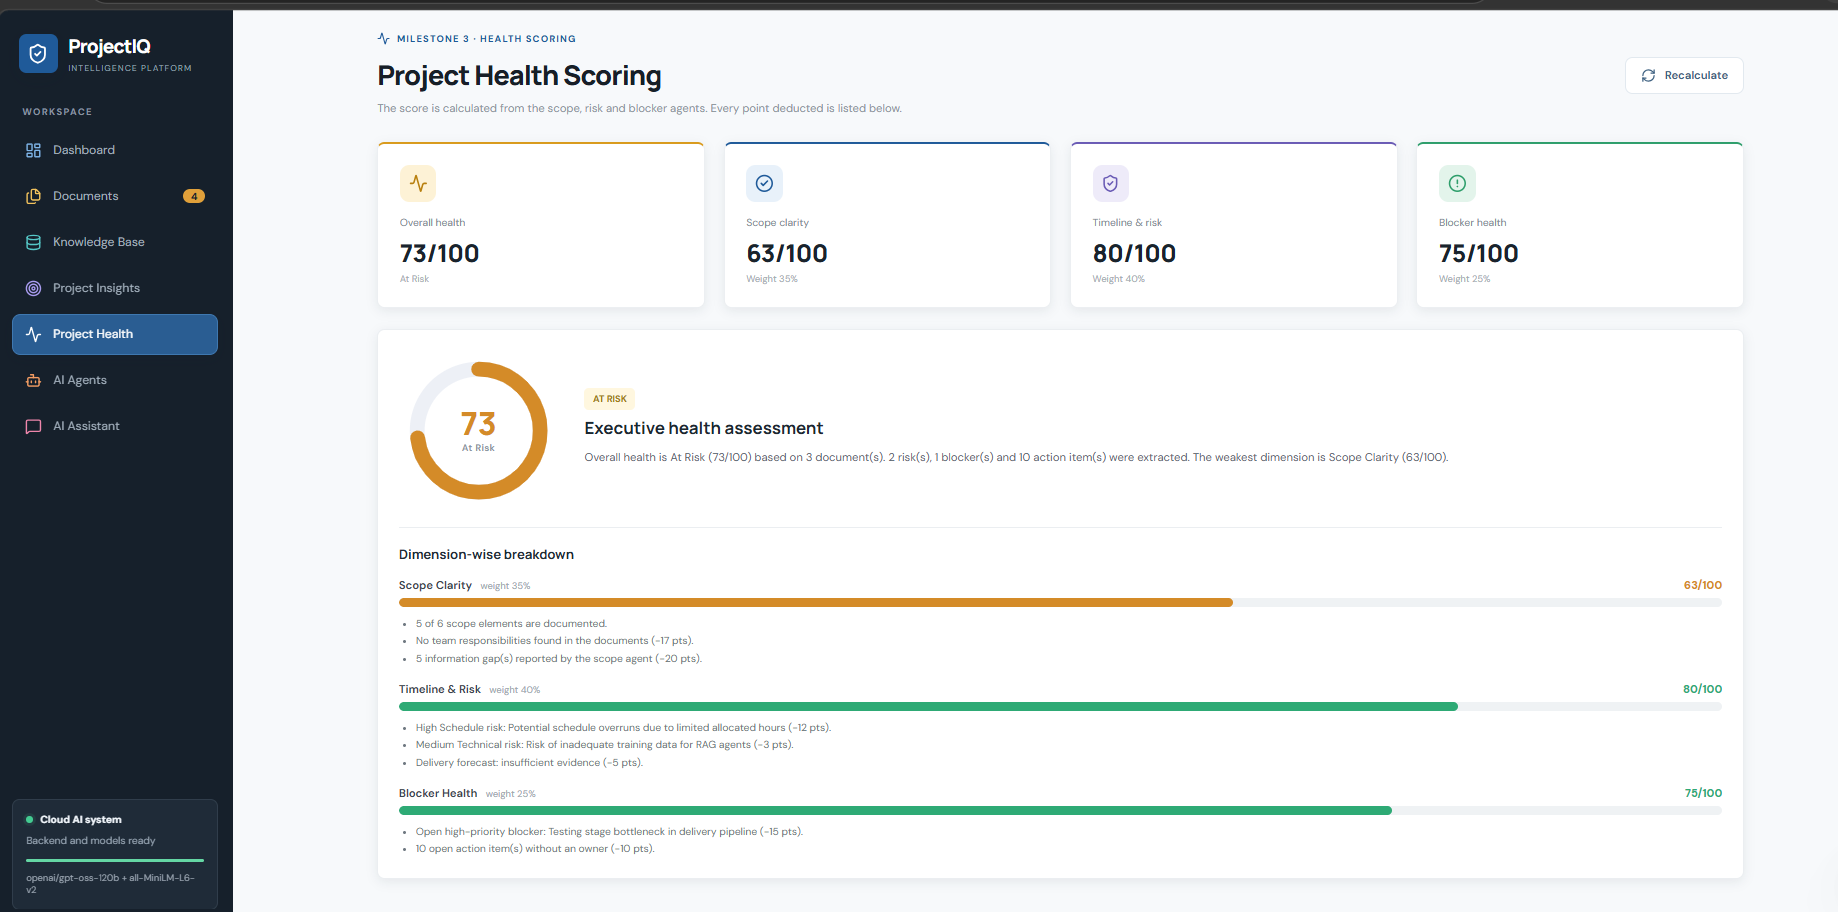 ProjectIQ
INTELLIGENCE PLATFORM
WORKSPACE
Dashboard
Documents
4
Knowledge Base
Project Insights
Project Health
AI Agents
AI Assistant
Cloud AI system
Backend and models ready
openai/gpt-oss-120b + all-MiniLM-L6-
v2
MILESTONE 3 · HEALTH SCORING
Project Health Scoring
The score is calculated from the scope, risk and blocker agents. Every point deducted is listed below.
Recalculate
Overall health
73/100
At Risk
Scope clarity
63/100
Weight 35%
Timeline & risk
80/100
Weight 40%
Blocker health
75/100
Weight 25%
73
At Risk
AT RISK
Executive health assessment
Overall health is At Risk (73/100) based on 3 document(s). 2 risk(s), 1 blocker(s) and 10 action item(s) were extracted. The weakest dimension is Scope Clarity (63/100).
Dimension-wise breakdown
Scope Clarity weight 35% 63/100
• 5 of 6 scope elements are documented.
• No team responsibilities found in the documents (-17 pts).
• 5 information gap(s) reported by the scope agent (-20 pts).
Timeline & Risk weight 40% 80/100
• High Schedule risk: Potential schedule overruns due to limited allocated hours (-12 pts).
• Medium Technical risk: Risk of inadequate training data for RAG agents (-3 pts).
• Delivery forecast: insufficient evidence (-5 pts).
Blocker Health weight 25% 75/100
• Open high-priority blocker: Testing stage bottleneck in delivery pipeline (-15 pts).
• 10 open action item(s) without an owner (-10 pts).